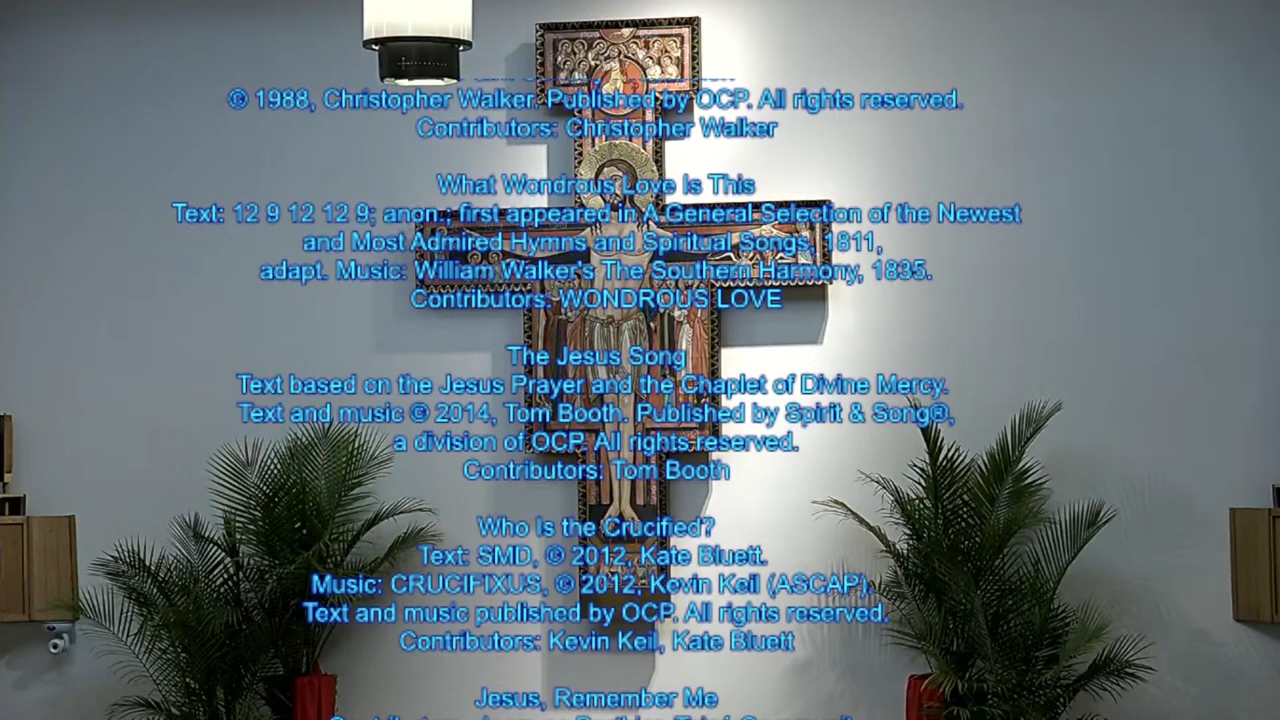 © 1988, Christopher Walker. Published by OCP. All rights reserved.
Contributors: Christopher Walker
What Wondrous Love Is This
Text: 12 9 12 12 9; anon.; first appeared in A General Selection of the Newest
and Most Admired Hymns and Spiritual Songs, 1811,
adapt. Music: William Walker's The Southern Harmony, 1835.
Contributors: WONDROUS LOVE
The Jesus Song
Text based on the Jesus Prayer and the Chaplet of Divine Mercy.
Text and music © 2014, Tom Booth. Published by Spirit & Song®,
a division of OCP. All rights reserved.
Contributors: Tom Booth
Who Is the Crucified?
Text: SMD, © 2012, Kate Bluett.
Music: CRUCIFIXUS, © 2012, Kevin Keil (ASCAP).
Text and music published by OCP. All rights reserved.
Contributors: Kevin Keil, Kate Bluett
Jesus, Remember Me